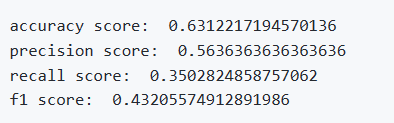 accuracy score:  0.6312217194570136
precision score:  0.5636363636363636
recall score:  0.3502824858757062
f1 score:  0.43205574912891986